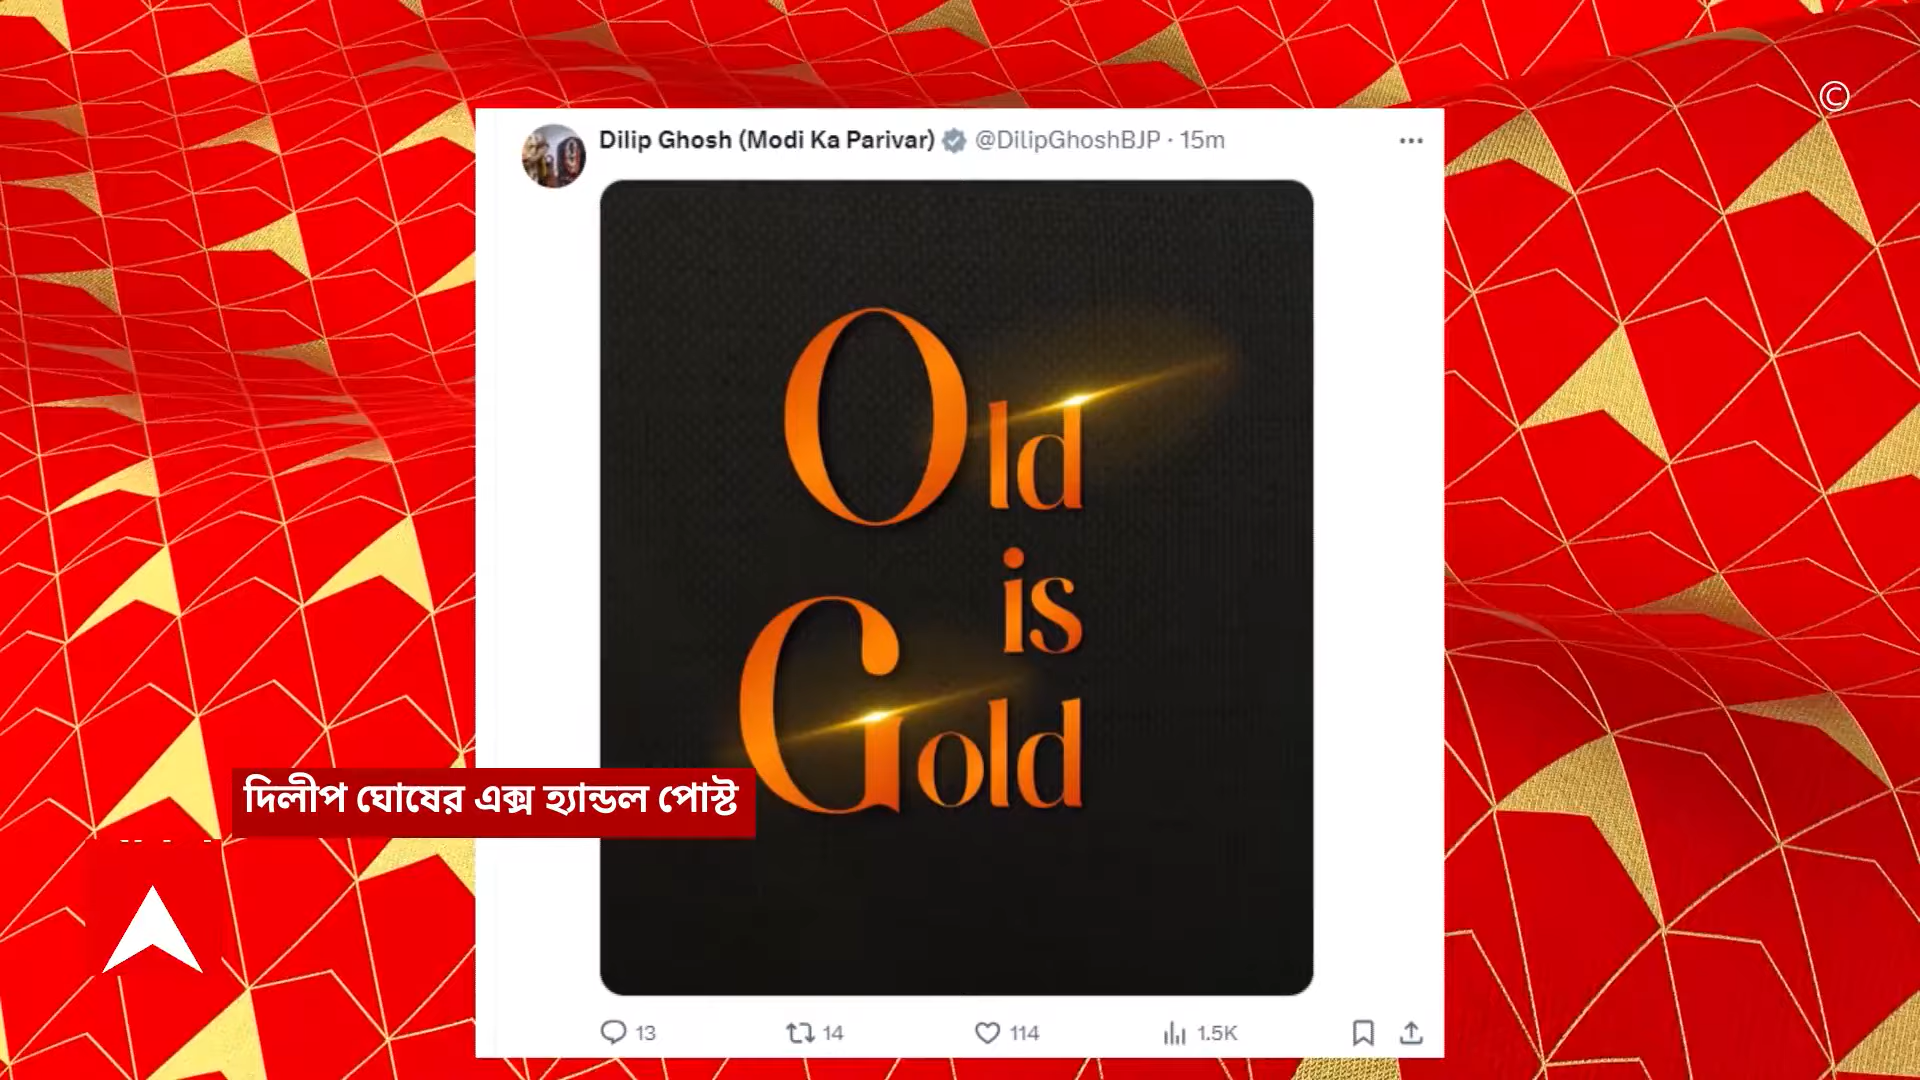 ©
Dilip Ghosh (Modi Ka Parivar) @DilipGhoshBJP · 15m
Old
is
Gold
দিলীপ ঘোষের এক্স হ্যান্ডল পোস্ট
13 14 114 1.5K